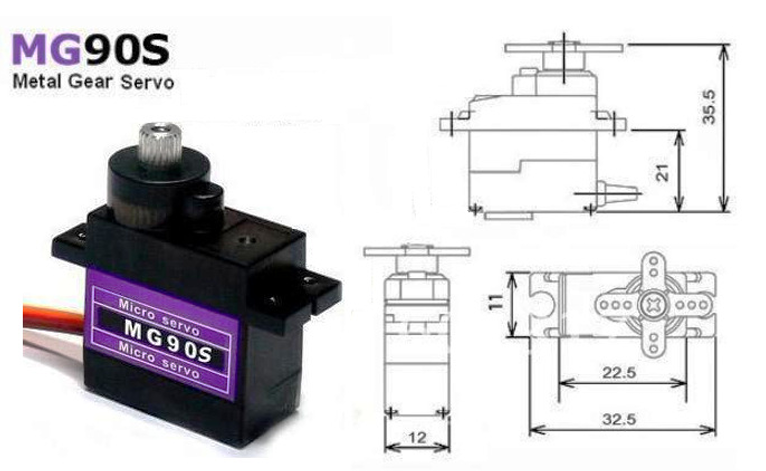 MG90S
Metal Gear Servo
35.5
21
Micro servo
MG90S
Micro servo
11
22.5
32.5
12